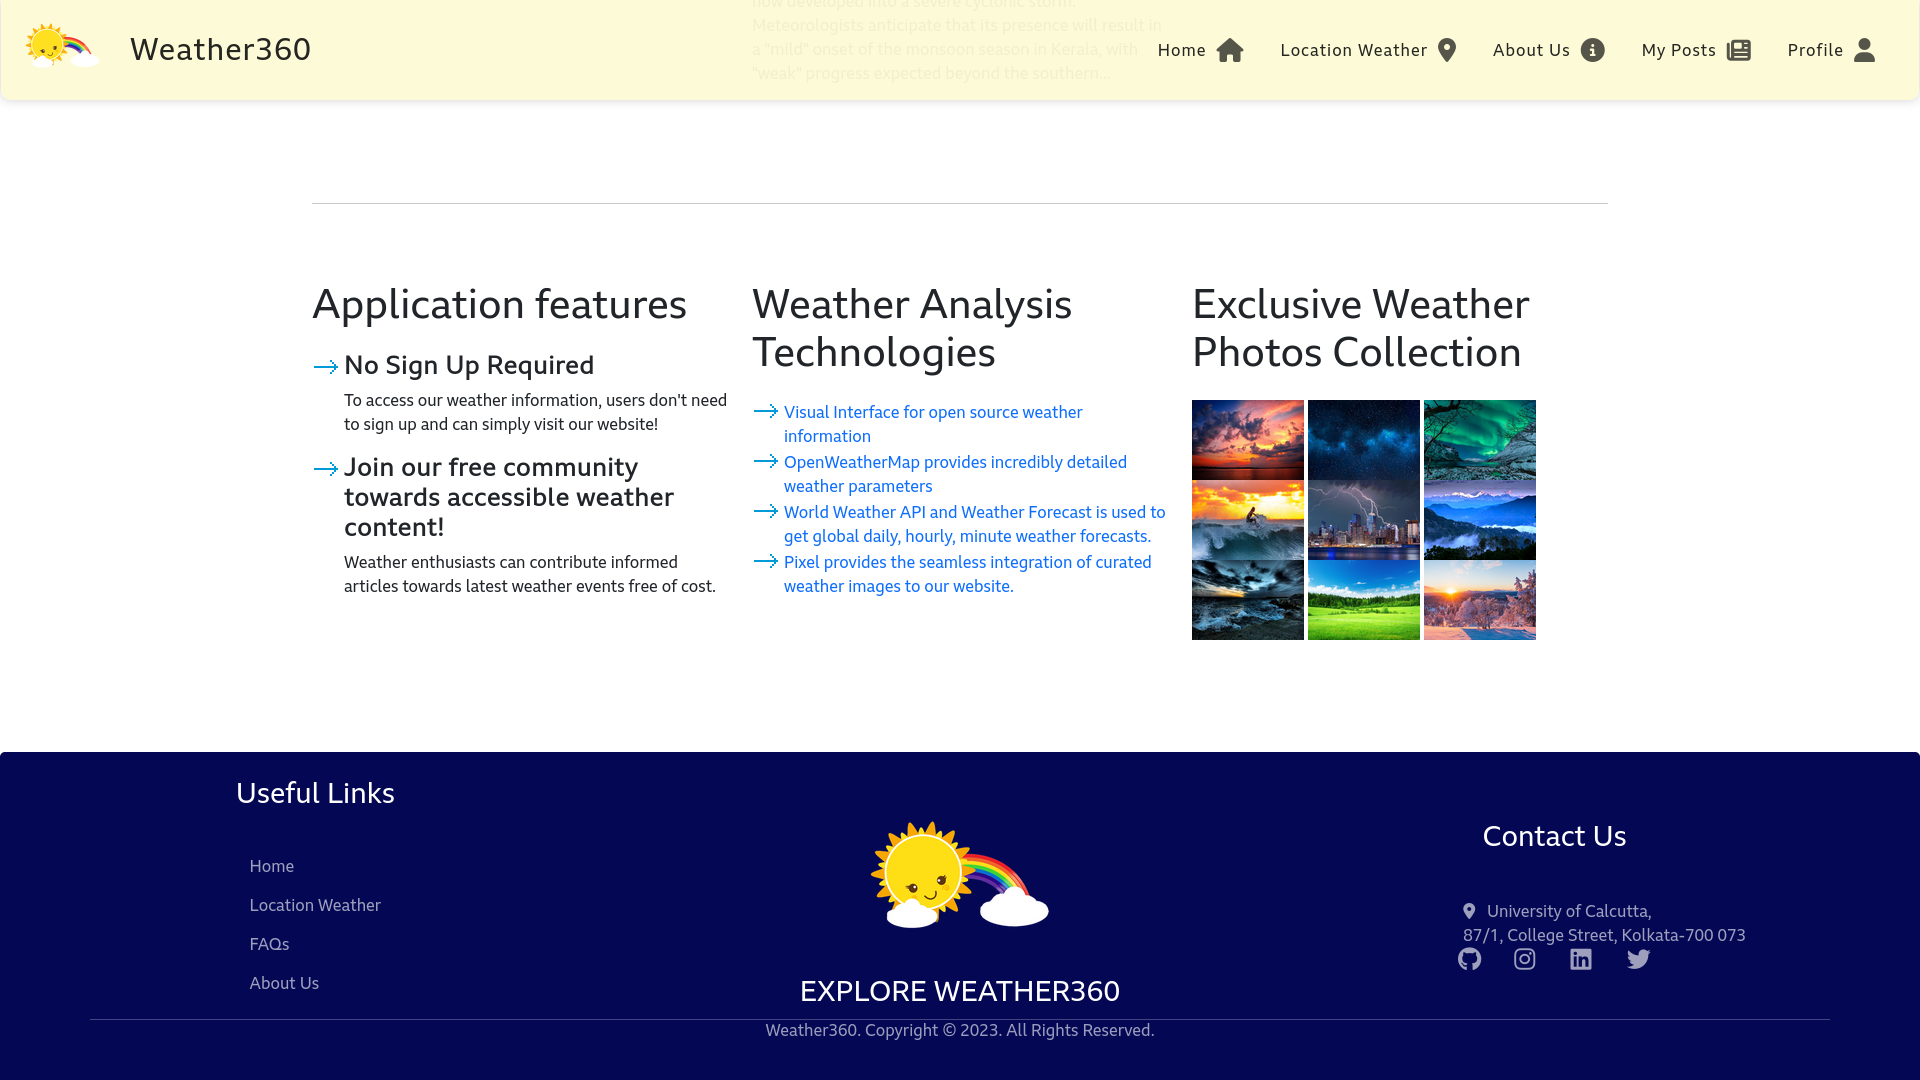 now developed into a severe cyclonic storm.
Meteorologists anticipate that its presence will result in
a "mild" onset of the monsoon season in Kerala, with
"weak" progress expected beyond the southern...
Weather360
Home
Location Weather
About Us
My Posts
Profile
Application features
No Sign Up Required
To access our weather information, users don't need
to sign up and can simply visit our website!
Join our free community
towards accessible weather
content!
Weather enthusiasts can contribute informed
articles towards latest weather events free of cost.
Weather Analysis
Technologies
Visual Interface for open source weather
information
OpenWeatherMap provides incredibly detailed
weather parameters
World Weather API and Weather Forecast is used to
get global daily, hourly, minute weather forecasts.
Pixel provides the seamless integration of curated
weather images to our website.
Exclusive Weather
Photos Collection
Useful Links
Home
Location Weather
FAQs
About Us
EXPLORE WEATHER360
Contact Us
University of Calcutta,
87/1, College Street, Kolkata-700 073
Weather360. Copyright © 2023. All Rights Reserved.